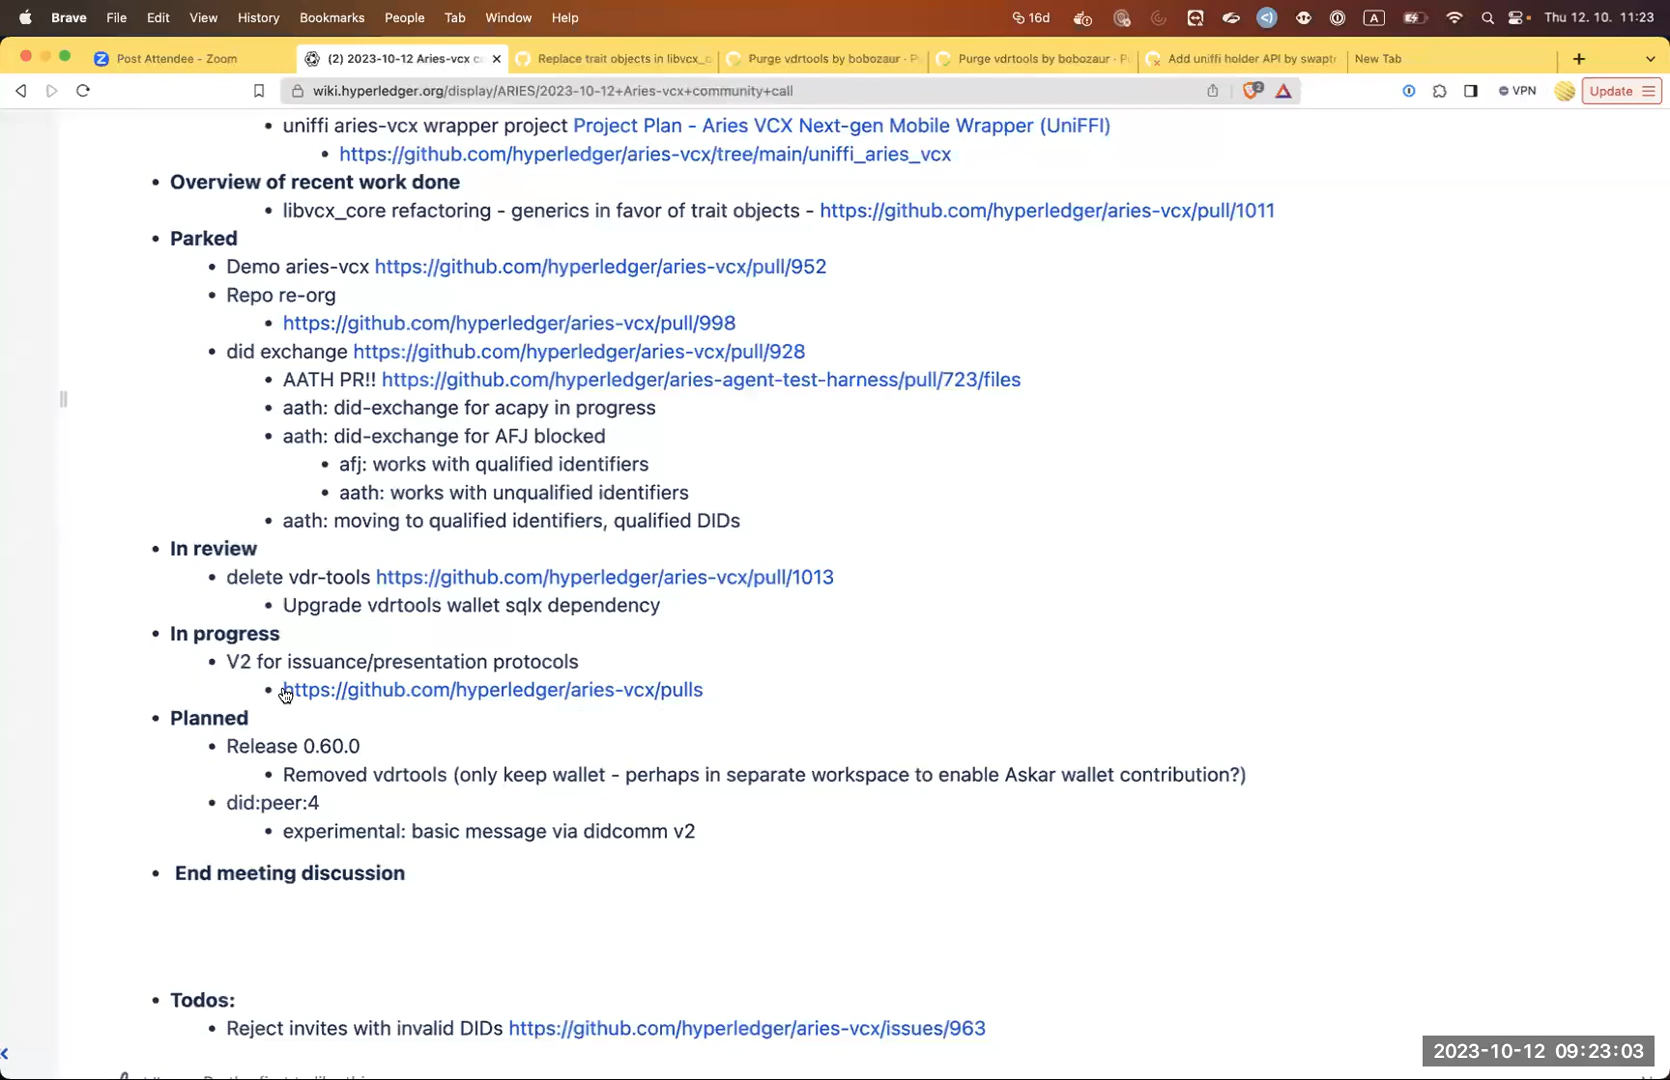 Brave File Edit View History Bookmarks People Tab Window Help 16d A Thu 12. 10. 11:23
Post Attendee - Zoom (2) 2023-10-12 Aries-vcx co Replace trait objects in libvcx_c Purge vdrtools by bobozaur · P Purge vdrtools by bobozaur · P Add uniffi holder API by swapt New Tab
wiki.hyperledger.org/display/ARIES/2023-10-12+Aries-vcx+community+call 2 VPN Update
• uniffi aries-vcx wrapper project Project Plan - Aries VCX Next-gen Mobile Wrapper (UniFFI)
• https://github.com/hyperledger/aries-vcx/tree/main/uniffi_aries_vcx
• Overview of recent work done
• libvcx_core refactoring - generics in favor of trait objects - https://github.com/hyperledger/aries-vcx/pull/1011
• Parked
• Demo aries-vcx https://github.com/hyperledger/aries-vcx/pull/952
• Repo re-org
• https://github.com/hyperledger/aries-vcx/pull/998
• did exchange https://github.com/hyperledger/aries-vcx/pull/928
• AATH PR!! https://github.com/hyperledger/aries-agent-test-harness/pull/723/files
• aath: did-exchange for acapy in progress
• aath: did-exchange for AFJ blocked
• afj: works with qualified identifiers
• aath: works with unqualified identifiers
• aath: moving to qualified identifiers, qualified DIDs
• In review
• delete vdr-tools https://github.com/hyperledger/aries-vcx/pull/1013
• Upgrade vdrtools wallet sqlx dependency
• In progress
• V2 for issuance/presentation protocols
• https://github.com/hyperledger/aries-vcx/pulls
• Planned
• Release 0.60.0
• Removed vdrtools (only keep wallet - perhaps in separate workspace to enable Askar wallet contribution?)
• did:peer:4
• experimental: basic message via didcomm v2
• End meeting discussion
• Todos:
• Reject invites with invalid DIDs https://github.com/hyperledger/aries-vcx/issues/963
2023-10-12 09:23:03